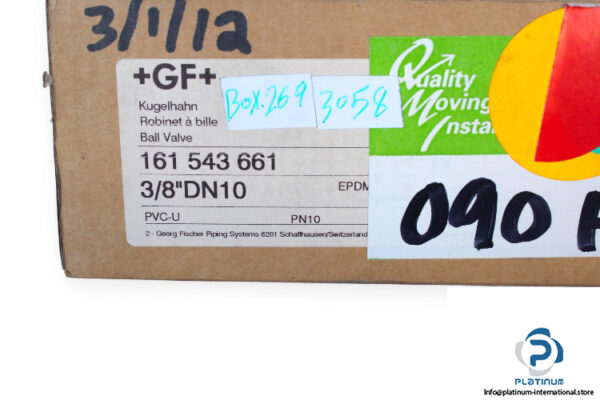 3/1/12
+GF+
Box.269
3058
Kugelhahn
Robinet à bille
Ball Valve
161 543 661
3/8"DN10
EPDM
PVC-U
PN10
2 - Georg Fischer Piping Systems 8201 Schaffhausen/Switzerland
Quality
Moving
090
PLATINUM
Info@platinum-international.store